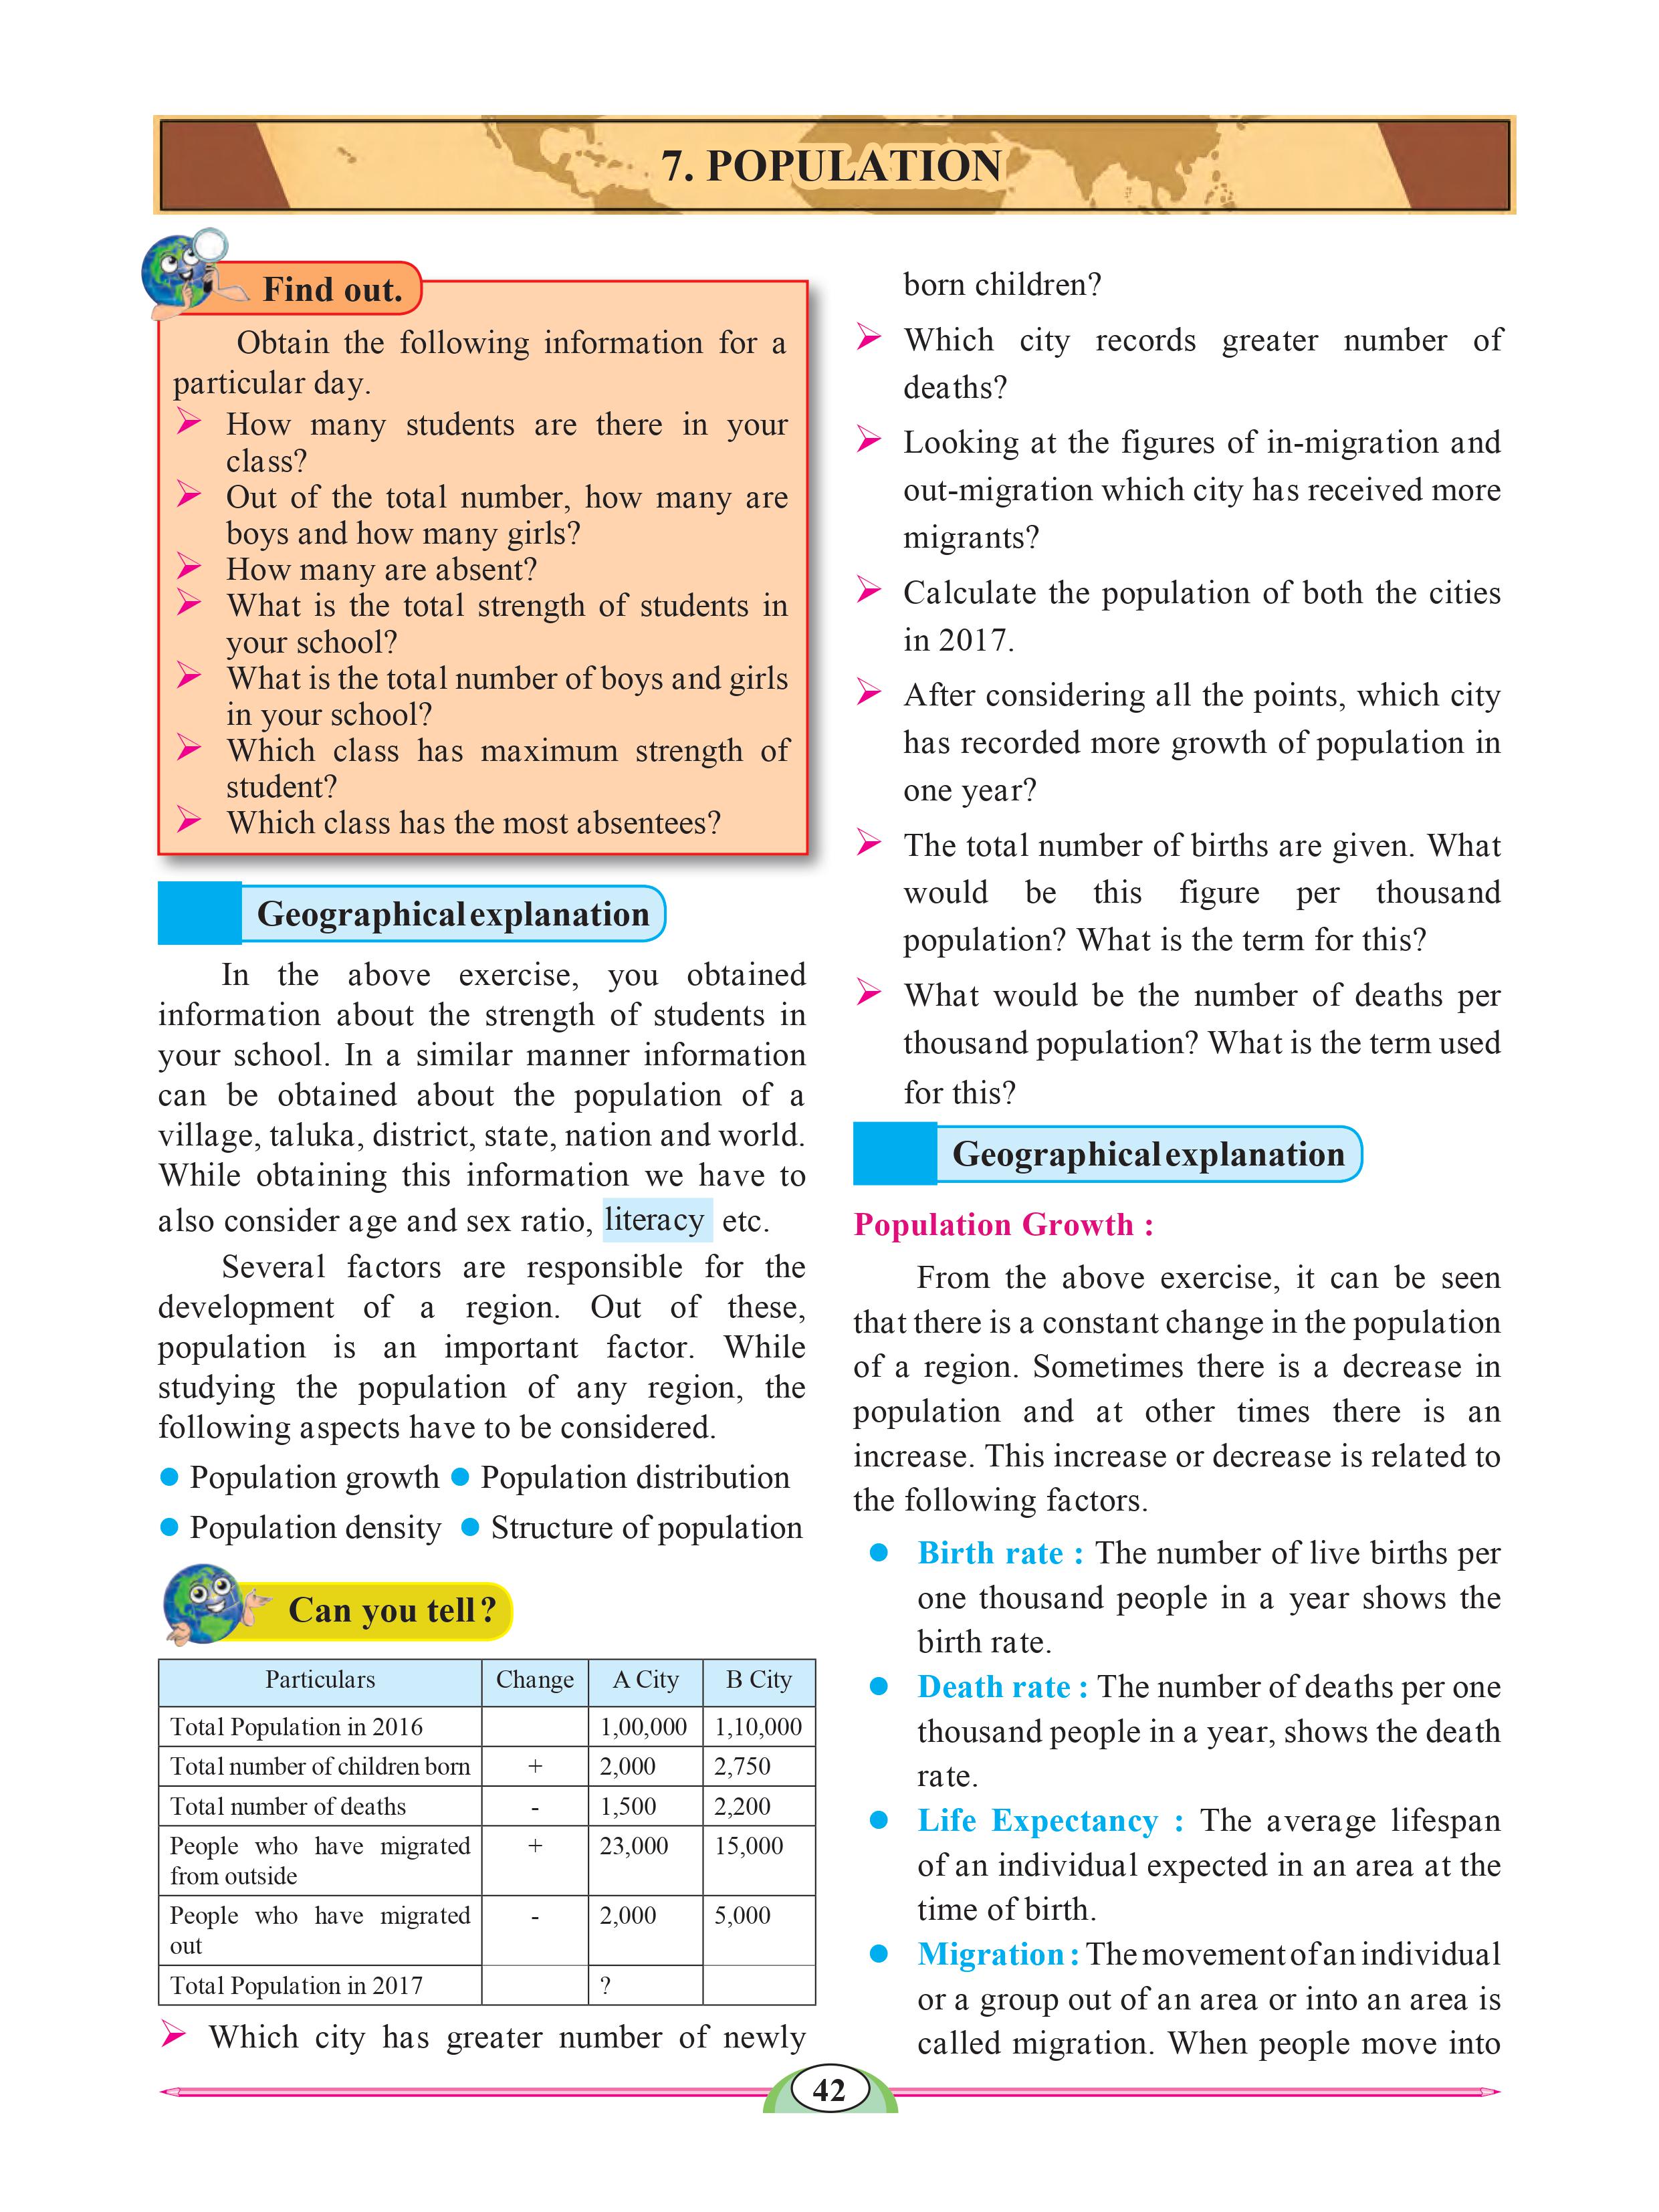 7. POPULATION
Find out.
Obtain the following information for a
particular day.
How many students are there in your
class?
Out of the total number, how many are
boys and how many girls?
How many are absent?
What is the total strength of students in
your school?
What is the total number of boys and girls
in your school?
Which class has maximum strength of
student?
Which class has the most absentees?
Geographical explanation
In the above exercise, you obtained
information about the strength of students in
your school. In a similar manner information
can be obtained about the population of a
village, taluka, district, state, nation and world.
While obtaining this information we have to
also consider age and sex ratio, literacy etc.
Several factors are responsible for the
development of a region. Out of these,
population is an important factor. While
studying the population of any region, the
following aspects have to be considered.
● Population growth ● Population distribution
● Population density ● Structure of population
Can you tell?
Particulars Change A City B City
Total Population in 2016 1,00,000 1,10,000
Total number of children born + 2,000 2,750
Total number of deaths - 1,500 2,200
People who have migrated + 23,000 15,000
from outside
People who have migrated - 2,000 5,000
out
Total Population in 2017 ?
Which city has greater number of newly
born children?
Which city records greater number of
deaths?
Looking at the figures of in-migration and
out-migration which city has received more
migrants?
Calculate the population of both the cities
in 2017.
After considering all the points, which city
has recorded more growth of population in
one year?
The total number of births are given. What
would be this figure per thousand
population? What is the term for this?
What would be the number of deaths per
thousand population? What is the term used
for this?
Geographical explanation
Population Growth :
From the above exercise, it can be seen
that there is a constant change in the population
of a region. Sometimes there is a decrease in
population and at other times there is an
increase. This increase or decrease is related to
the following factors.
● Birth rate : The number of live births per
one thousand people in a year shows the
birth rate.
● Death rate : The number of deaths per one
thousand people in a year, shows the death
rate.
● Life Expectancy : The average lifespan
of an individual expected in an area at the
time of birth.
● Migration : The movement of an individual
or a group out of an area or into an area is
called migration. When people move into
42